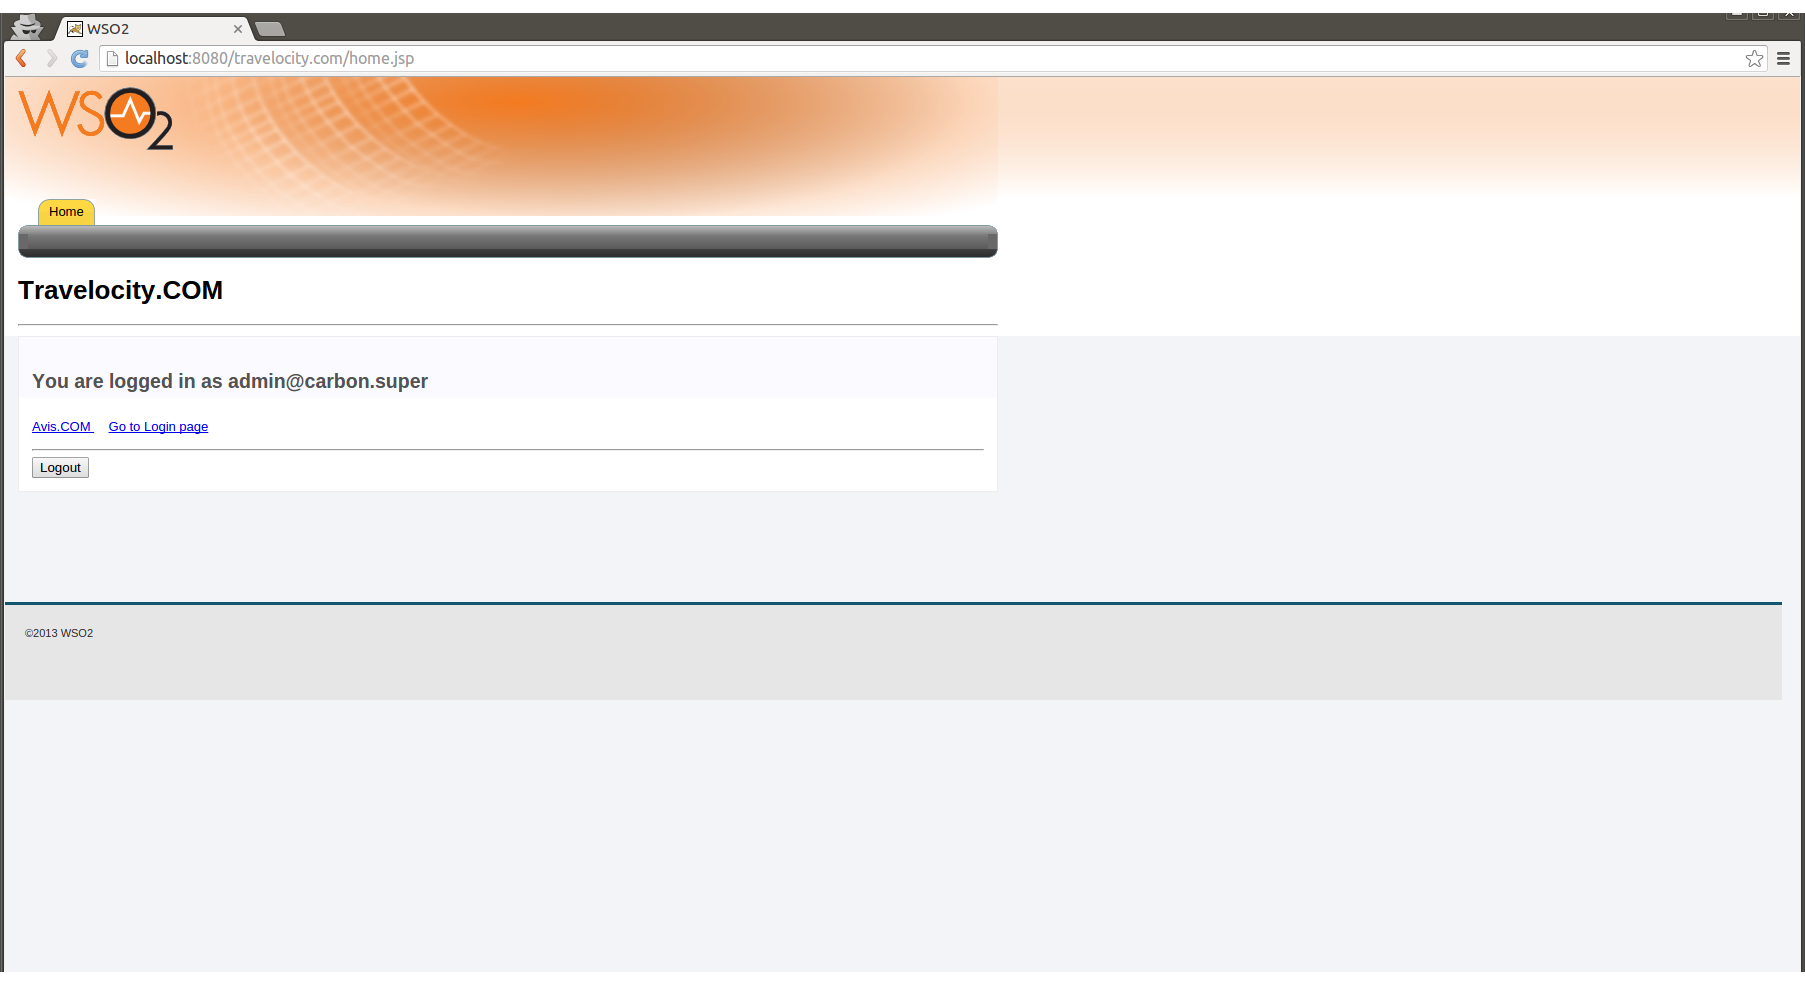 WSO2
localhost:8080/travelocity.com/home.jsp
WSO2
Home
Travelocity.COM
You are logged in as admin@carbon.super
Avis.COM Go to Login page
Logout
©2013 WSO2